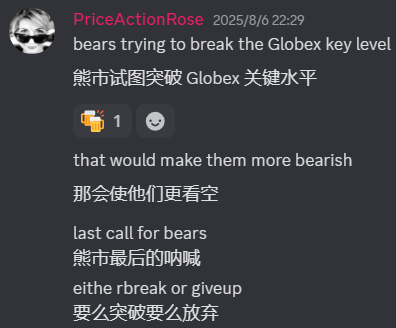 PriceActionRose 2025/8/6 22:29
bears trying to break the Globex key level
熊市试图突破 Globex 关键水平
1
that would make them more bearish
那会使他们更看空
last call for bears
熊市最后的呐喊
eithe rbreak or giveup
要么突破要么放弃